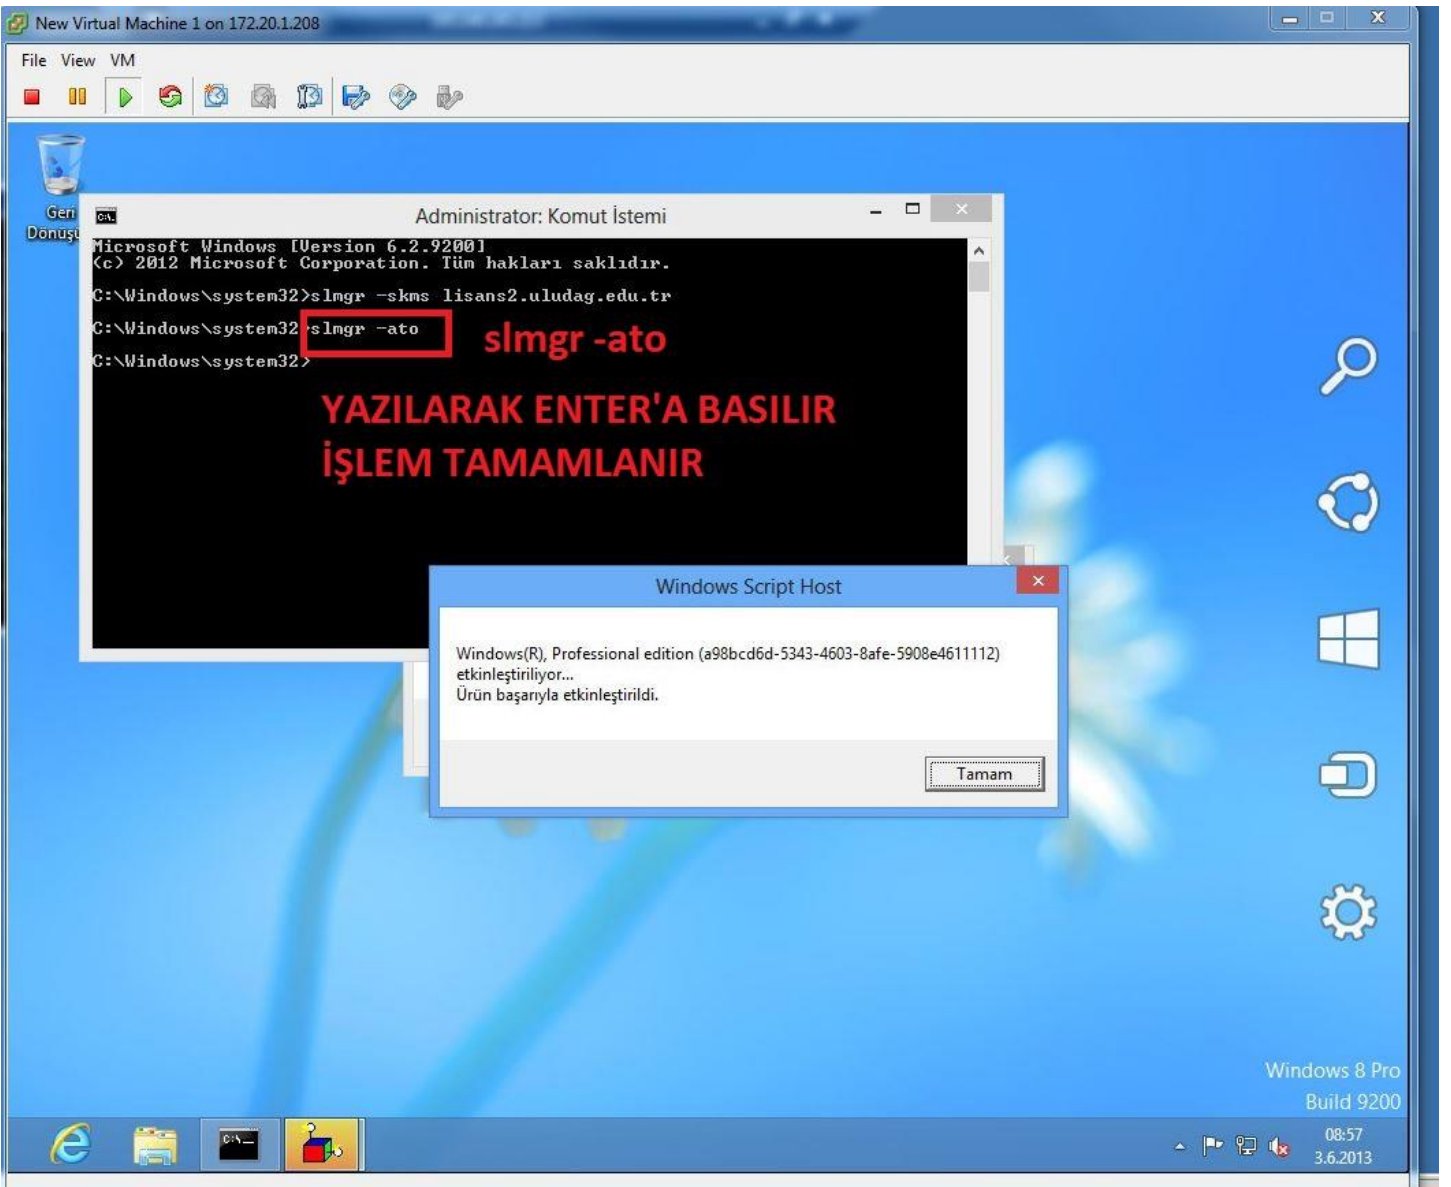 New Virtual Machine 1 on 172.20.1.208
File View VM
Geri
Dönüşü
Administrator: Komut İstemi
Microsoft Windows [Version 6.2.9200]
(c) 2012 Microsoft Corporation. Tüm hakları saklıdır.
C:\Windows\system32>slmgr -skms lisans2.uludag.edu.tr
C:\Windows\system32>slmgr -ato
slmgr -ato
C:\Windows\system32>
YAZILARAK ENTER'A BASILIR
İŞLEM TAMAMLANIR
Windows Script Host
Windows(R), Professional edition (a98bcd6d-5343-4603-8afe-5908e4611112)
etkinleştiriliyor...
Ürün başarıyla etkinleştirildi.
Tamam
Windows 8 Pro
Build 9200
08:57
3.6.2013